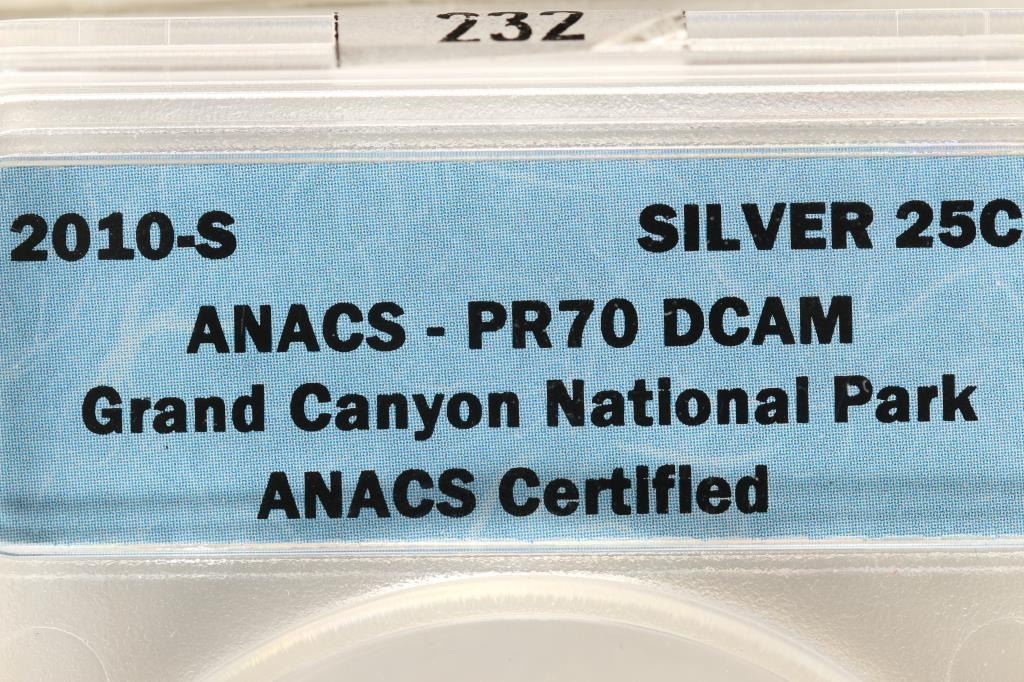 232
2010-S SILVER 25C
ANACS - PR70 DCAM
Grand Canyon National Park
ANACS Certified